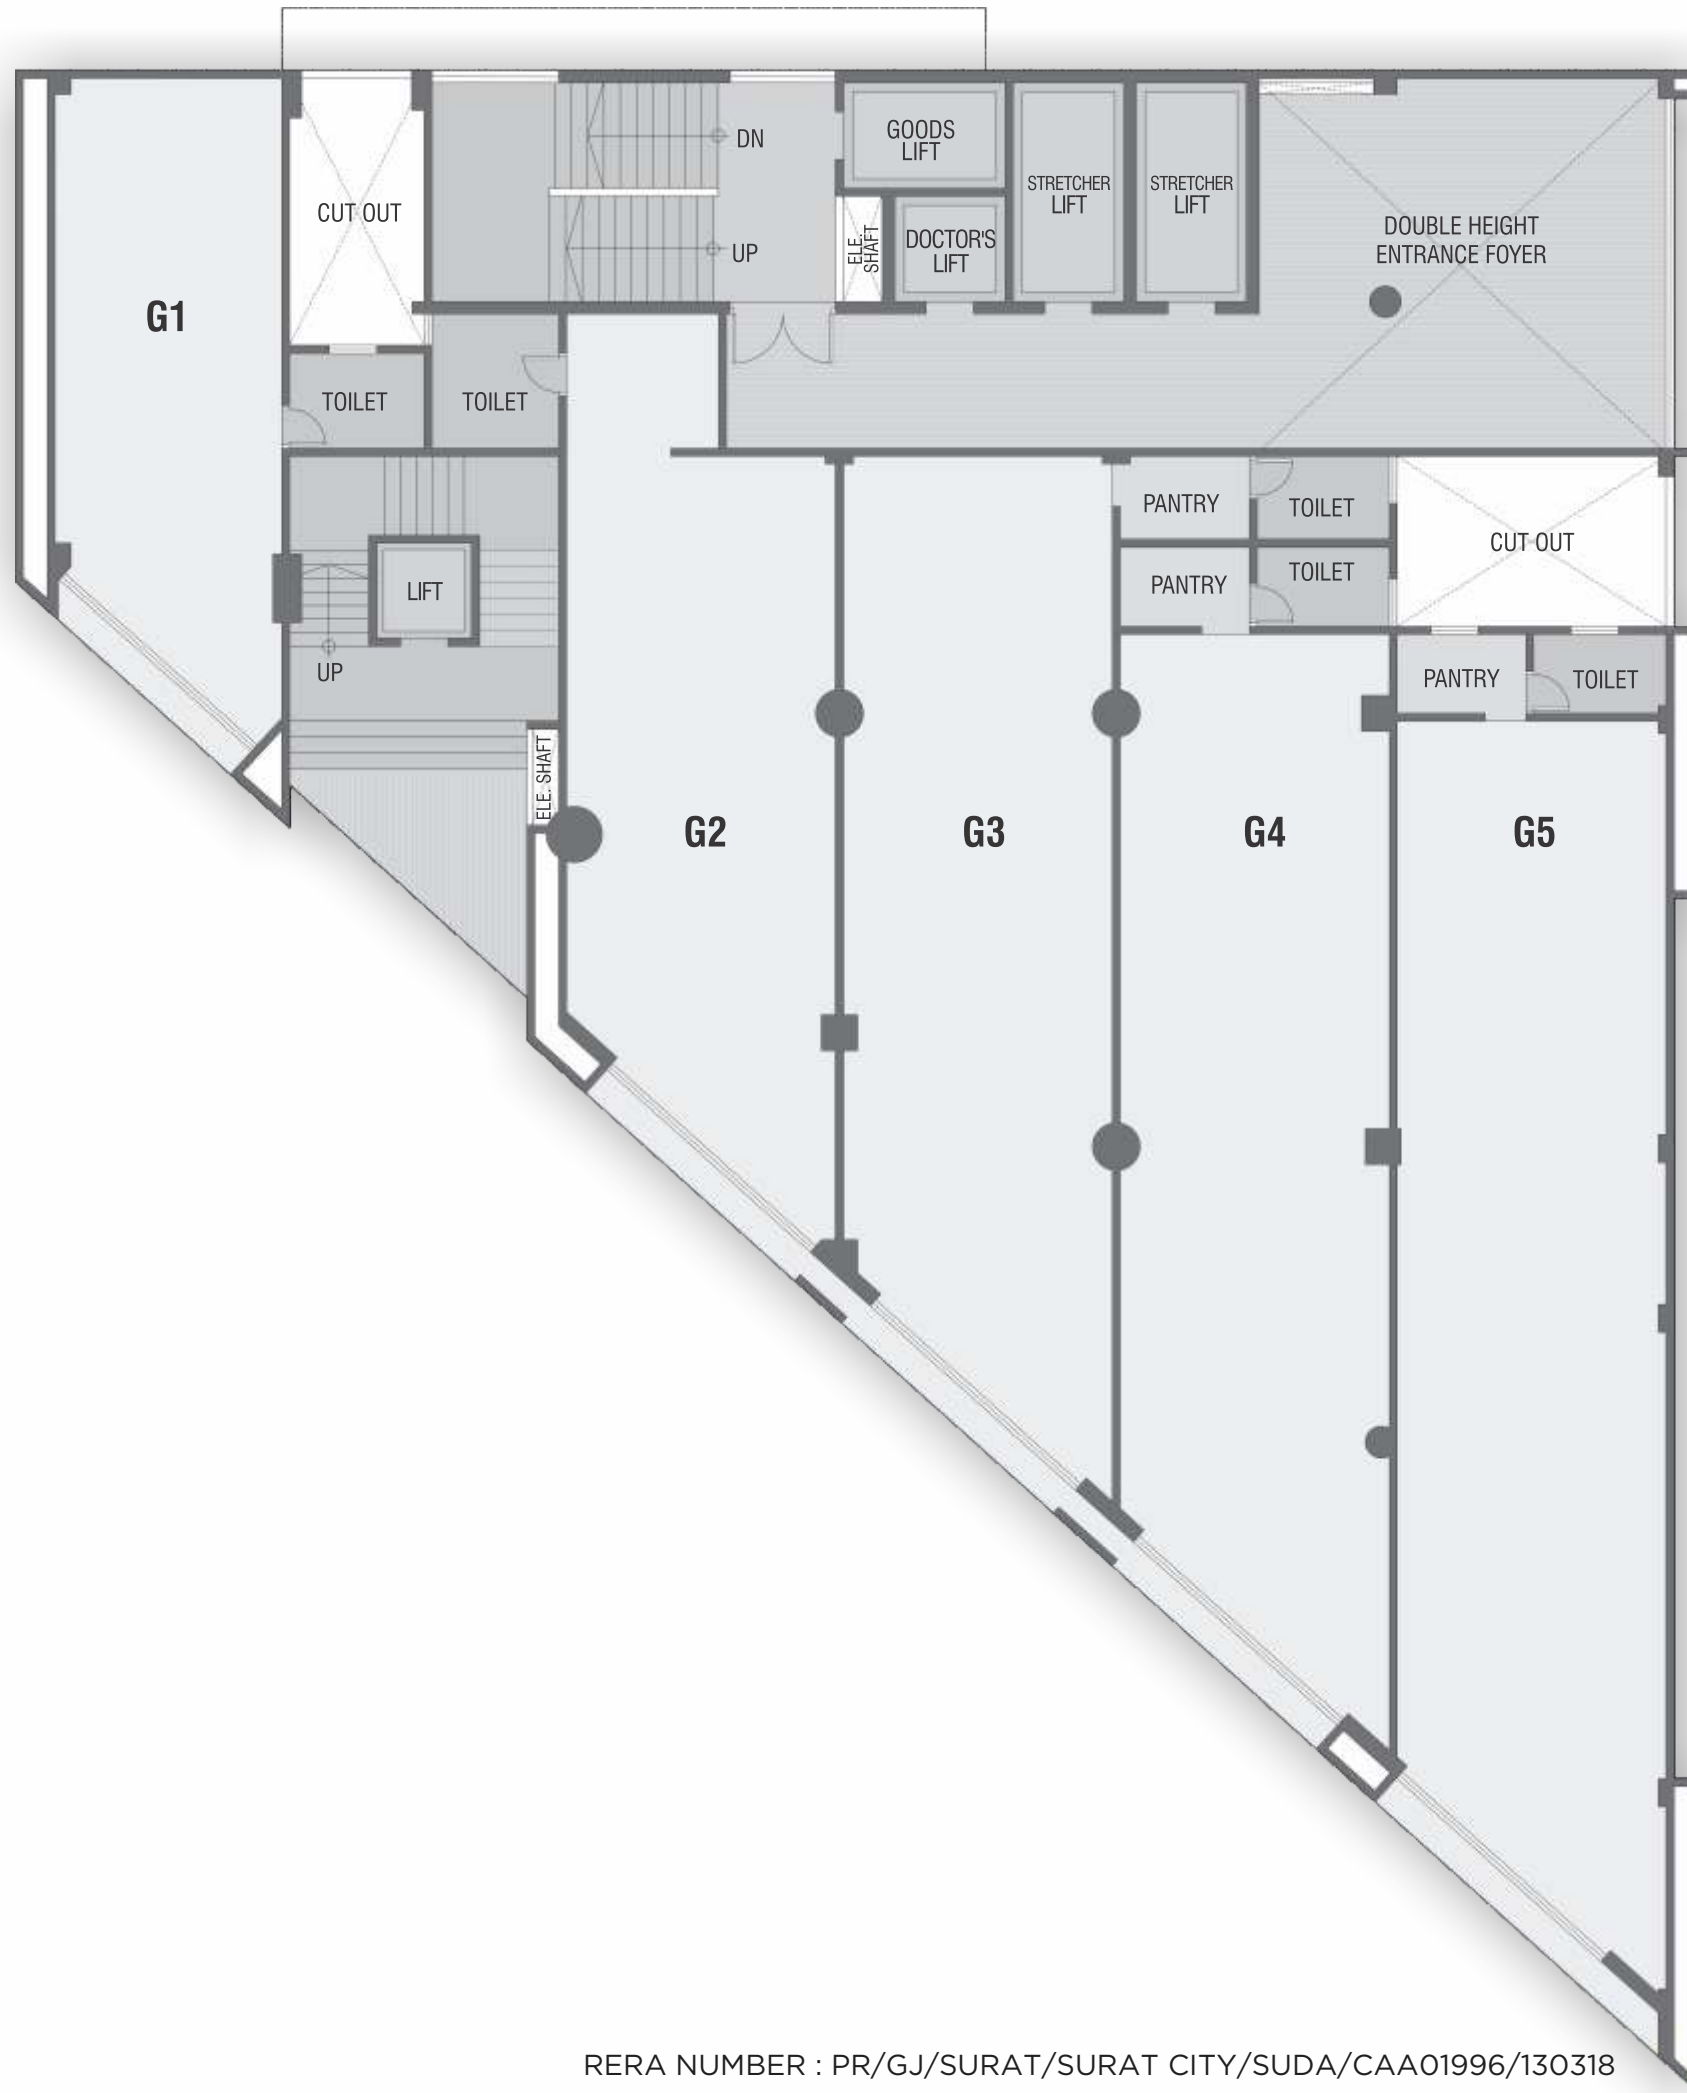 DN
GOODS
LIFT
STRETCHER
LIFT
STRETCHER
LIFT
CUT OUT
DOUBLE HEIGHT
ENTRANCE FOYER
UP
ELE.
SHAFT
DOCTOR'S
LIFT
G1
TOILET
TOILET
PANTRY
TOILET
CUT OUT
PANTRY
TOILET
LIFT
UP
PANTRY
TOILET
ELE. SHAFT
G2
G3
G4
G5
RERA NUMBER : PR/GJ/SURAT/SURAT CITY/SUDA/CAA01996/130318